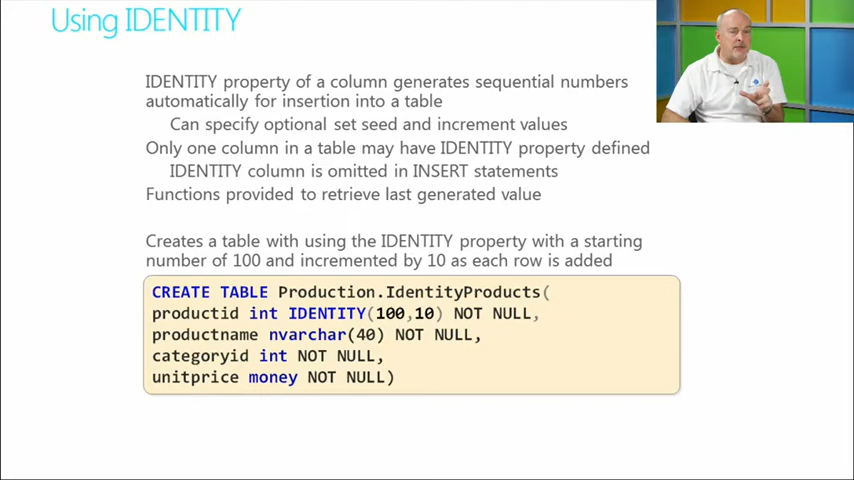 Using IDENTITY
IDENTITY property of a column generates sequential numbers
automatically for insertion into a table
Can specify optional set seed and increment values
Only one column in a table may have IDENTITY property defined
IDENTITY column is omitted in INSERT statements
Functions provided to retrieve last generated value
Creates a table with using the IDENTITY property with a starting
number of 100 and incremented by 10 as each row is added
CREATE TABLE Production.IdentityProducts(
productid int IDENTITY(100,10) NOT NULL,
productname nvarchar(40) NOT NULL,
categoryid int NOT NULL,
unitprice money NOT NULL)